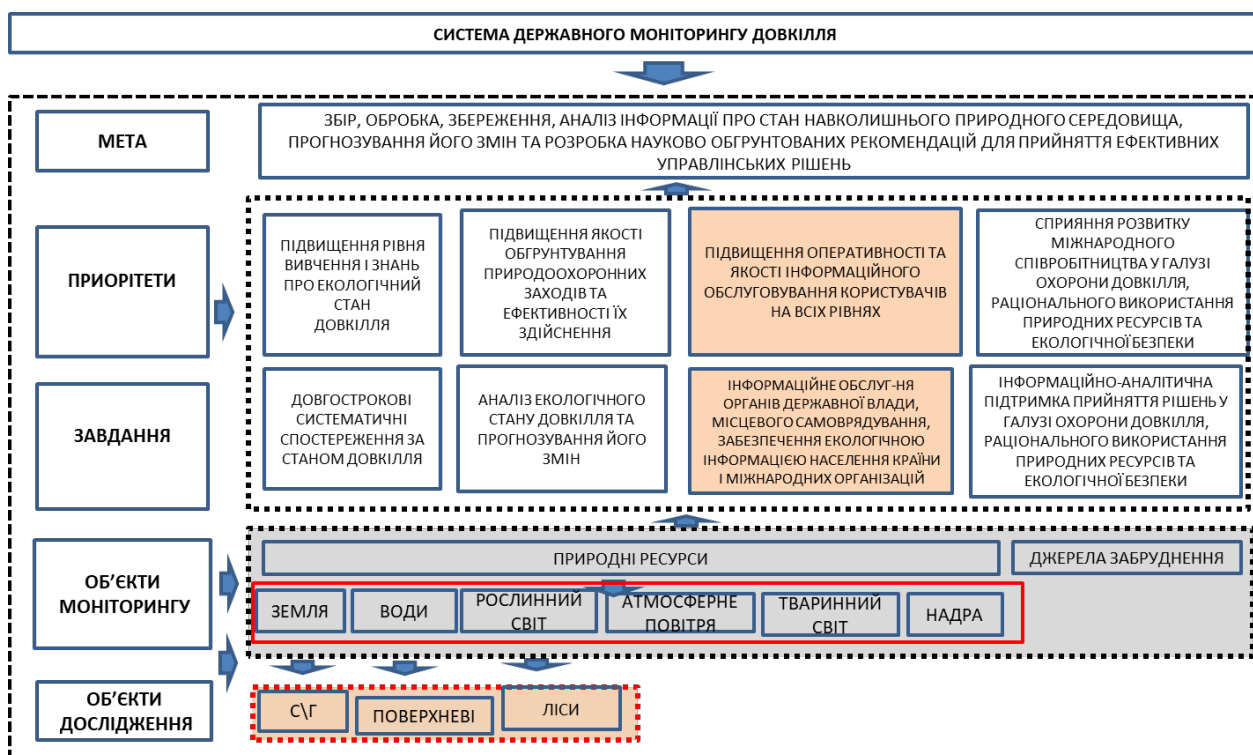 СИСТЕМА ДЕРЖАВНОГО МОНІТОРИНГУ ДОВКІЛЛЯ
МЕТА
ЗБІР, ОБРОБКА, ЗБЕРЕЖЕННЯ, АНАЛІЗ ІНФОРМАЦІЇ ПРО СТАН НАВКОЛИШНЬОГО ПРИРОДНОГО СЕРЕДОВИЩА,
ПРОГНОЗУВАННЯ ЙОГО ЗМІН ТА РОЗРОБКА НАУКОВО ОБГРУНТОВАНИХ РЕКОМЕНДАЦІЙ ДЛЯ ПРИЙНЯТТЯ ЕФЕКТИВНИХ
УПРАВЛІНСЬКИХ РІШЕНЬ
ПРИОРІТЕТИ
ПІДВИЩЕННЯ РІВНЯ
ВИВЧЕННЯ І ЗНАНЬ
ПРО ЕКОЛОГІЧНИЙ
СТАН
ДОВКІЛЛЯ
ПІДВИЩЕННЯ ЯКОСТІ
ОБГРУНТУВАННЯ
ПРИРОДООХОРОННИХ
ЗАХОДІВ ТА
ЕФЕКТИВНОСТІ ЇХ
ЗДІЙСНЕННЯ
ПІДВИЩЕННЯ ОПЕРАТИВНОСТІ ТА
ЯКОСТІ ІНФОРМАЦІЙНОГО
ОБСЛУГОВУВАННЯ КОРИСТУВАЧІВ
НА ВСІХ РІВНЯХ
СПРИЯННЯ РОЗВИТКУ
МІЖНАРОДНОГО
СПІВРОБІТНИЦТВА У ГАЛУЗІ
ОХОРОНИ ДОВКІЛЛЯ,
РАЦІОНАЛЬНОГО ВИКОРИСТАННЯ
ПРИРОДНИХ РЕСУРСІВ ТА
ЕКОЛОГІЧНОЇ БЕЗПЕКИ
ЗАВДАННЯ
ДОВГОСТРОКОВІ
СИСТЕМАТИЧНІ
СПОСТЕРЕЖЕННЯ ЗА
СТАНОМ ДОВКІЛЛЯ
АНАЛІЗ ЕКОЛОГІЧНОГО
СТАНУ ДОВКІЛЛЯ ТА
ПРОГНОЗУВАННЯ ЙОГО
ЗМІН
ІНФОРМАЦІЙНЕ ОБСЛУГ-НЯ
ОРГАНІВ ДЕРЖАВНОЇ ВЛАДИ,
МІСЦЕВОГО САМОВРЯДУВАННЯ,
ЗАБЕЗПЕЧЕННЯ ЕКОЛОГІЧНОЮ
ІНФОРМАЦІЄЮ НАСЕЛЕННЯ КРАЇНИ
І МІЖНАРОДНИХ ОРГАНІЗАЦІЙ
ІНФОРМАЦІЙНО-АНАЛІТИЧНА
ПІДТРИМКА ПРИЙНЯТТЯ РІШЕНЬ У
ГАЛУЗІ ОХОРОНИ ДОВКІЛЛЯ,
РАЦІОНАЛЬНОГО ВИКОРИСТАННЯ
ПРИРОДНИХ РЕСУРСІВ ТА
ЕКОЛОГІЧНОЇ БЕЗПЕКИ
ОБ’ЄКТИ
МОНІТОРИНГУ
ПРИРОДНІ РЕСУРСИ
ДЖЕРЕЛА ЗАБРУДНЕННЯ
ЗЕМЛЯ
ВОДИ
РОСЛИННИЙ
СВІТ
АТМОСФЕРНЕ
ПОВІТРЯ
ТВАРИННИЙ
СВІТ
НАДРА
ОБ’ЄКТИ
ДОСЛІДЖЕННЯ
С\Г
ПОВЕРХНЕВІ
ЛІСИ